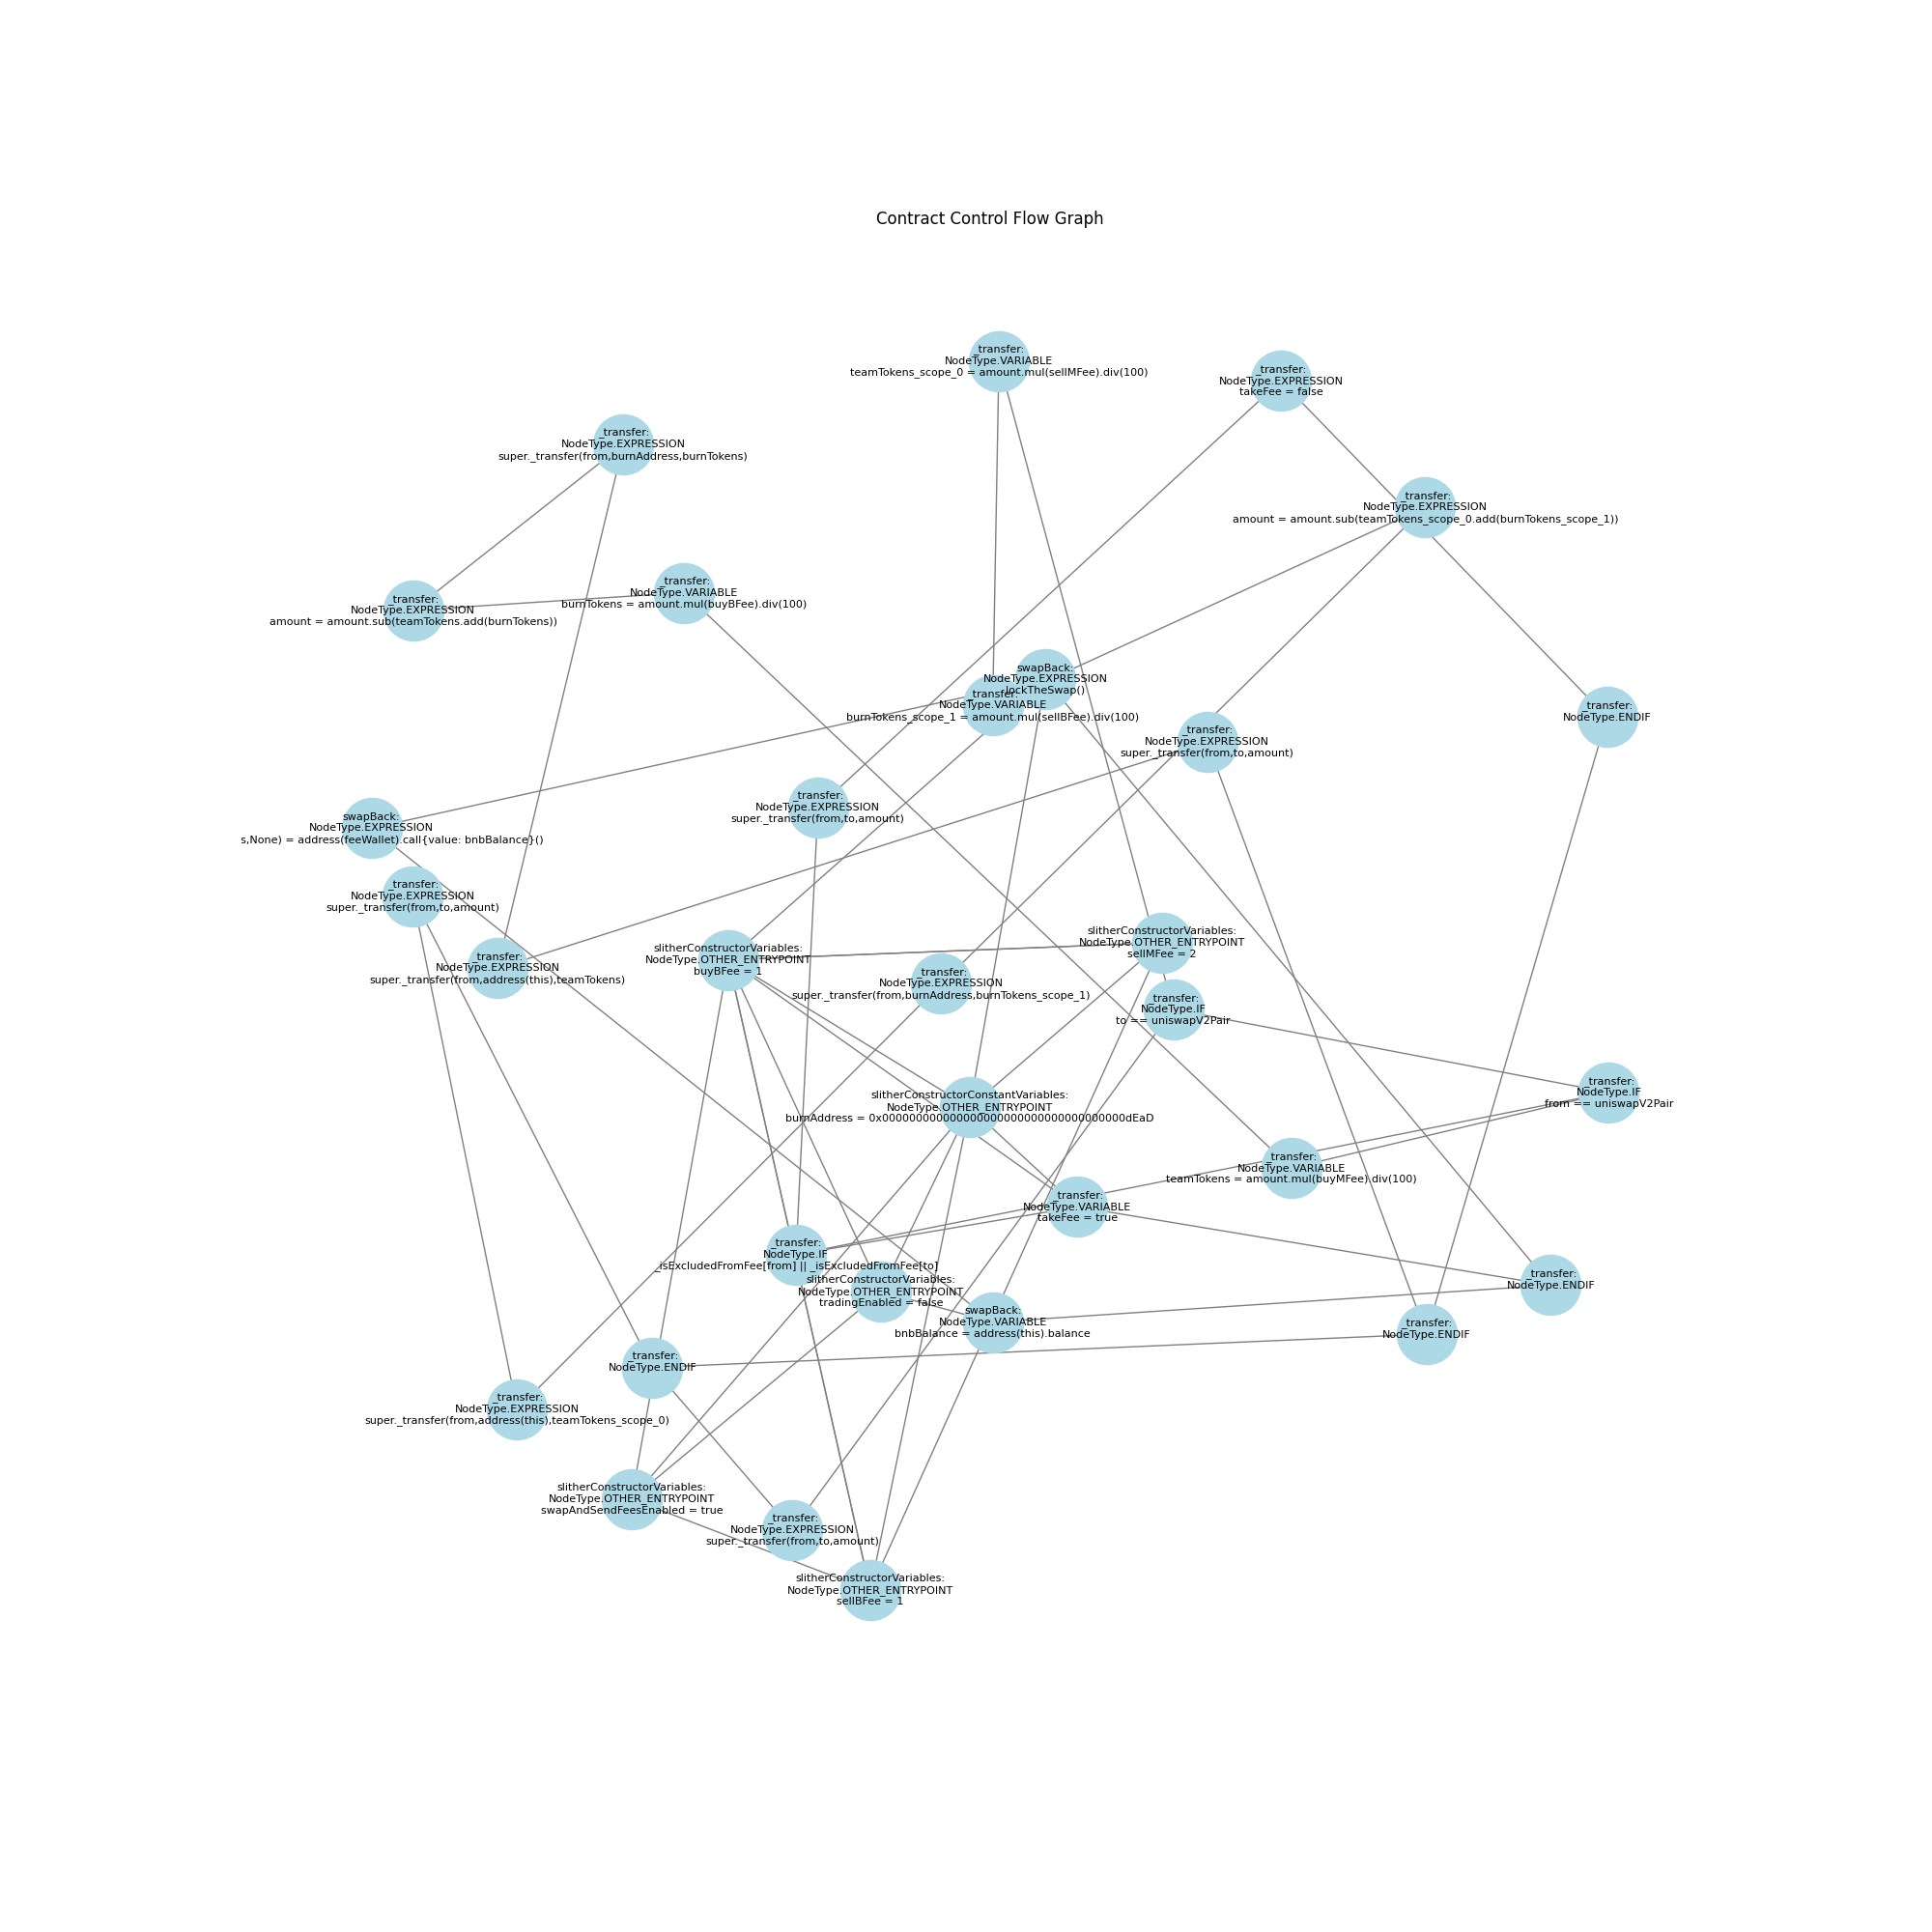 Contract Control Flow Graph
_transfer:
NodeType.VARIABLE
teamTokens_scope_0 = amount.mul(sellMFee).div(100)
_transfer:
NodeType.EXPRESSION
takeFee = false
_transfer:
NodeType.EXPRESSION
super._transfer(from,burnAddress,burnTokens)
_transfer:
NodeType.EXPRESSION
amount = amount.sub(teamTokens_scope_0.add(burnTokens_scope_1))
_transfer:
NodeType.VARIABLE
burnTokens = amount.mul(buyBFee).div(100)
_transfer:
NodeType.EXPRESSION
amount = amount.sub(teamTokens.add(burnTokens))
swapBack:
NodeType.EXPRESSION
lockTheSwap()
_transfer:
NodeType.VARIABLE
burnTokens_scope_1 = amount.mul(sellBFee).div(100)
_transfer:
NodeType.ENDIF
_transfer:
NodeType.EXPRESSION
super._transfer(from,to,amount)
_transfer:
NodeType.EXPRESSION
super._transfer(from,to,amount)
swapBack:
NodeType.EXPRESSION
s,None) = address(feeWallet).call{value: bnbBalance}()
_transfer:
NodeType.EXPRESSION
super._transfer(from,to,amount)
slitherConstructorVariables:
NodeType.OTHER_ENTRYPOINT
sellMFee = 2
slitherConstructorVariables:
NodeType.OTHER_ENTRYPOINT
buyBFee = 1
_transfer:
NodeType.EXPRESSION
super._transfer(from,address(this),teamTokens)
_transfer:
NodeType.EXPRESSION
super._transfer(from,burnAddress,burnTokens_scope_1)
_transfer:
NodeType.IF
to == uniswapV2Pair
_transfer:
NodeType.IF
from == uniswapV2Pair
slitherConstructorConstantVariables:
NodeType.OTHER_ENTRYPOINT
burnAddress = 0x000000000000000000000000000000000000dEaD
_transfer:
NodeType.VARIABLE
teamTokens = amount.mul(buyMFee).div(100)
_transfer:
NodeType.VARIABLE
takeFee = true
_transfer:
NodeType.IF
_isExcludedFromFee[from] || _isExcludedFromFee[to]
slitherConstructorVariables:
NodeType.OTHER_ENTRYPOINT
tradingEnabled = false
_transfer:
NodeType.ENDIF
swapBack:
NodeType.VARIABLE
bnbBalance = address(this).balance
_transfer:
NodeType.ENDIF
_transfer:
NodeType.ENDIF
_transfer:
NodeType.EXPRESSION
super._transfer(from,address(this),teamTokens_scope_0)
slitherConstructorVariables:
NodeType.OTHER_ENTRYPOINT
swapAndSendFeesEnabled = true
_transfer:
NodeType.EXPRESSION
super._transfer(from,to,amount)
slitherConstructorVariables:
NodeType.OTHER_ENTRYPOINT
sellBFee = 1